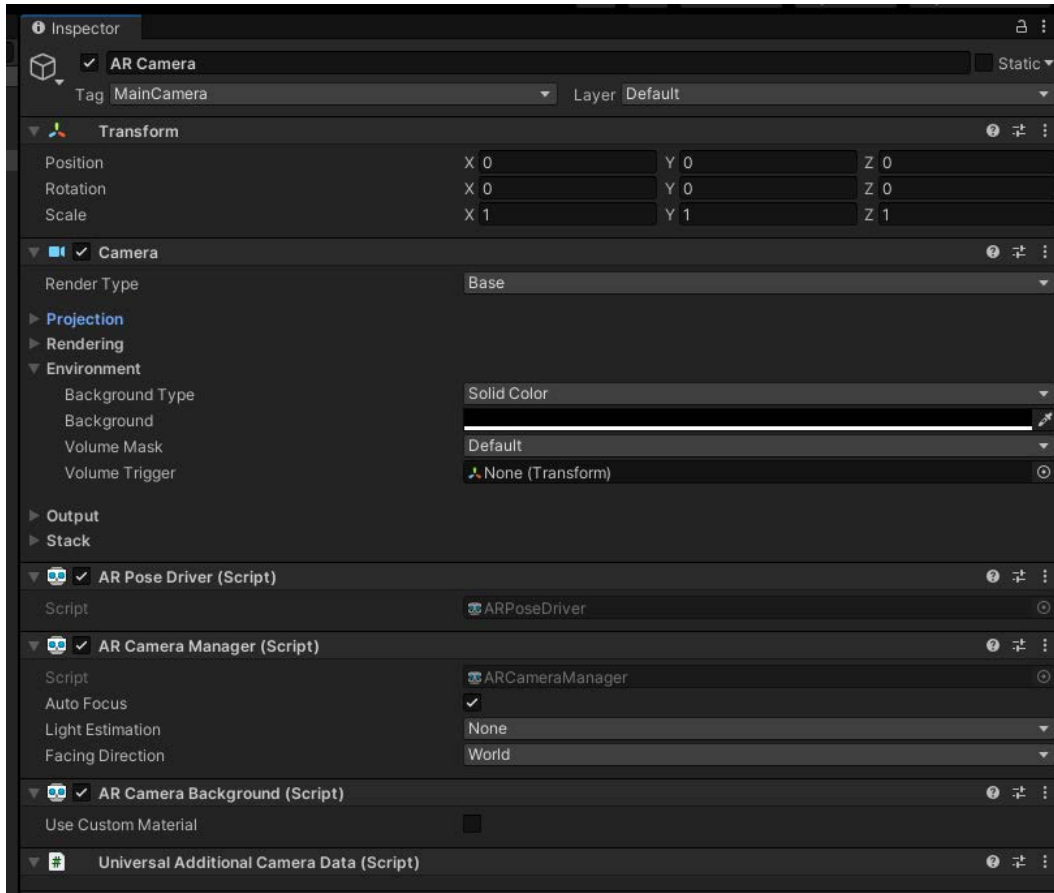 Inspector
AR Camera Static
Tag MainCamera Layer Default
Transform
Position X 0 Y 0 Z 0
Rotation X 0 Y 0 Z 0
Scale X 1 Y 1 Z 1
Camera
Render Type Base
Projection
Rendering
Environment
Background Type Solid Color
Background
Volume Mask Default
Volume Trigger None (Transform)
Output
Stack
AR Pose Driver (Script)
Script ARPoseDriver
AR Camera Manager (Script)
Script ARCameraManager
Auto Focus
Light Estimation None
Facing Direction World
AR Camera Background (Script)
Use Custom Material
# Universal Additional Camera Data (Script)